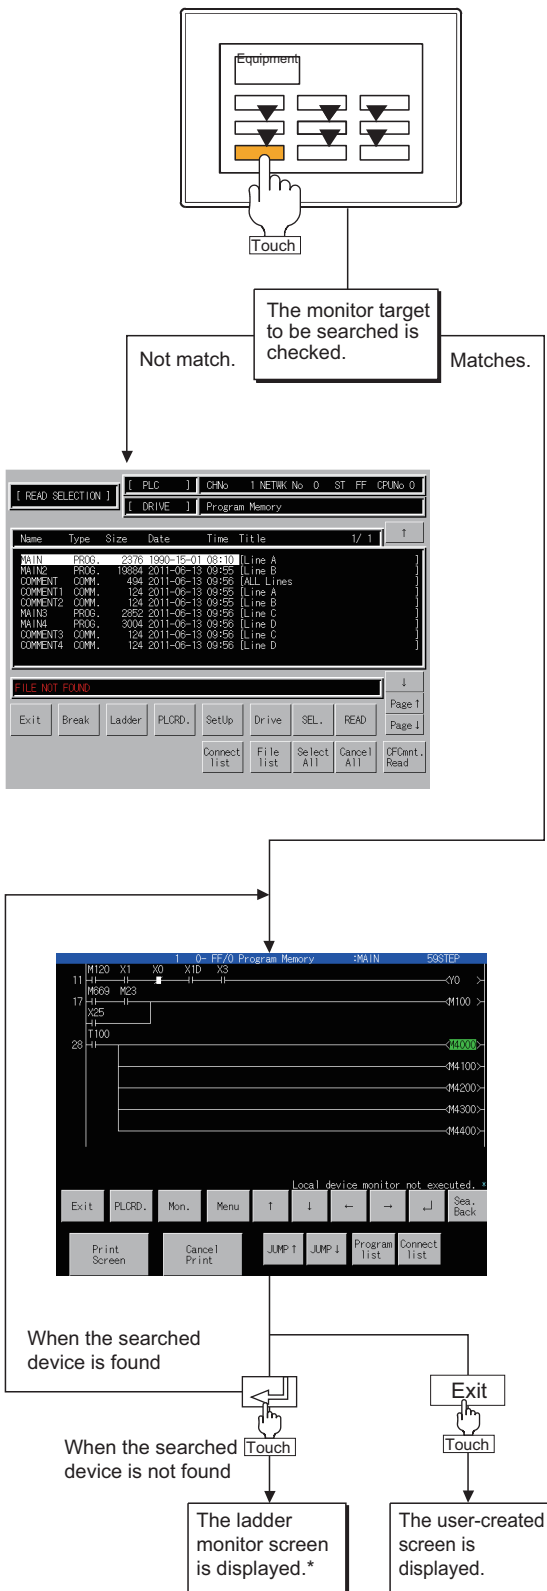 Equipment
Touch
The monitor target
to be searched is
checked.
Not match.
Matches.
[ READ SELECTION ]
[ PLC ] CHNo 1 NETWK No 0 ST FF CPUNo 0
[ DRIVE ] Program Memory
Name Type Size Date Time Title 1/ 1 ↑
MAIN PROG. 2376 1990-15-01 08:10 [Line A ]
MAIN2 PROG. 19884 2011-06-13 09:55 [Line B ]
COMMENT COMM. 494 2011-06-13 09:56 [ALL Lines ]
COMMENT1 COMM. 124 2011-06-13 09:55 [Line A ]
COMMENT2 COMM. 124 2011-06-13 09:55 [Line B ]
MAIN3 PROG. 2852 2011-06-13 09:56 [Line C ]
MAIN4 PROG. 3004 2011-06-13 09:56 [Line D ]
COMMENT3 COMM. 124 2011-06-13 09:56 [Line C ]
COMMENT4 COMM. 124 2011-06-13 09:56 [Line D ]
FILE NOT FOUND
↓
Page↑
Exit Break Ladder PLCRD. SetUp Drive SEL. READ Page↓
Connect list File list Select All Cancel All CFCmnt. Read
1 0- FF/0 Program Memory :MAIN 59STEP
M120 X1 X0 X1D X3
11 Y0
M669 M23
17 M100
X25
T100
28 M4000
M4100
M4200
M4300
M4400
Local device monitor not executed. *
Exit PLCRD. Mon. Menu ↑ ↓ ← → ↵ Sea. Back
Print Screen Cancel Print JUMP↑ JUMP↓ Program list Connect list
When the searched
device is found
Exit
Touch
Touch
When the searched
device is not found
The ladder
monitor screen
is displayed.*
The user-created
screen is
displayed.